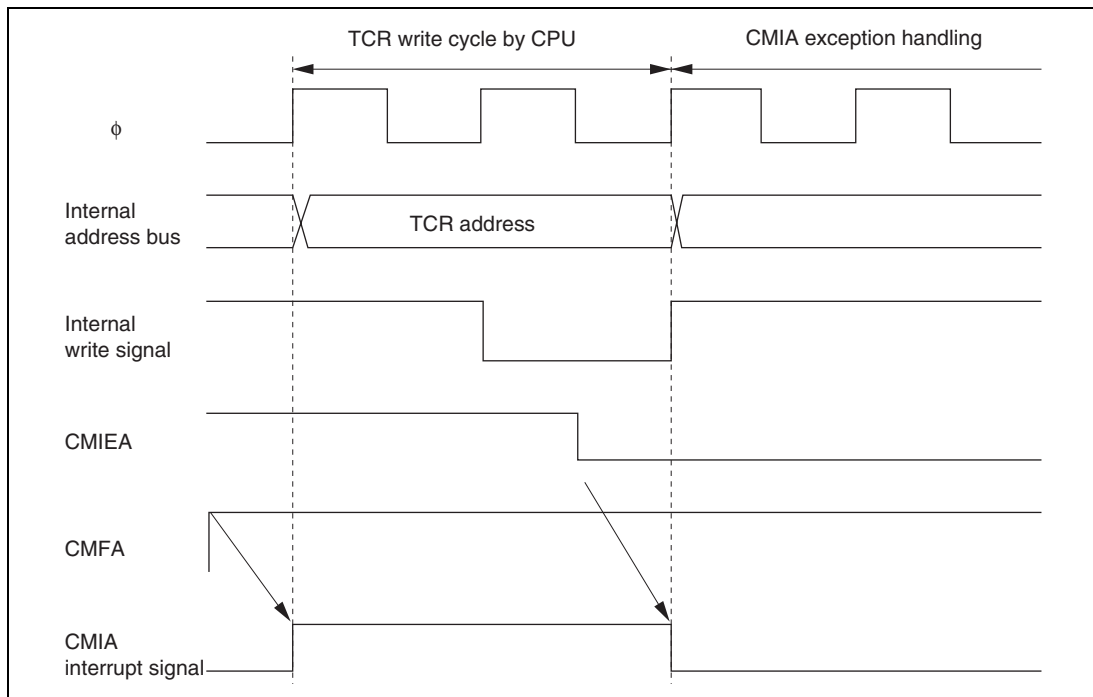 TCR write cycle by CPU
CMIA exception handling
ϕ
Internal
address bus
TCR address
Internal
write signal
CMIEA
CMFA
CMIA
interrupt signal